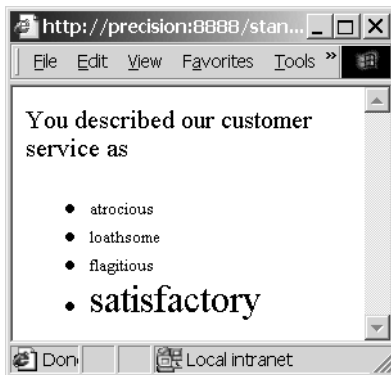 http://precision:8888/stan...
File Edit View Favorites Tools »
You described our customer
service as
• atrocious
• loathsome
• flagitious
• satisfactory
Don Local intranet